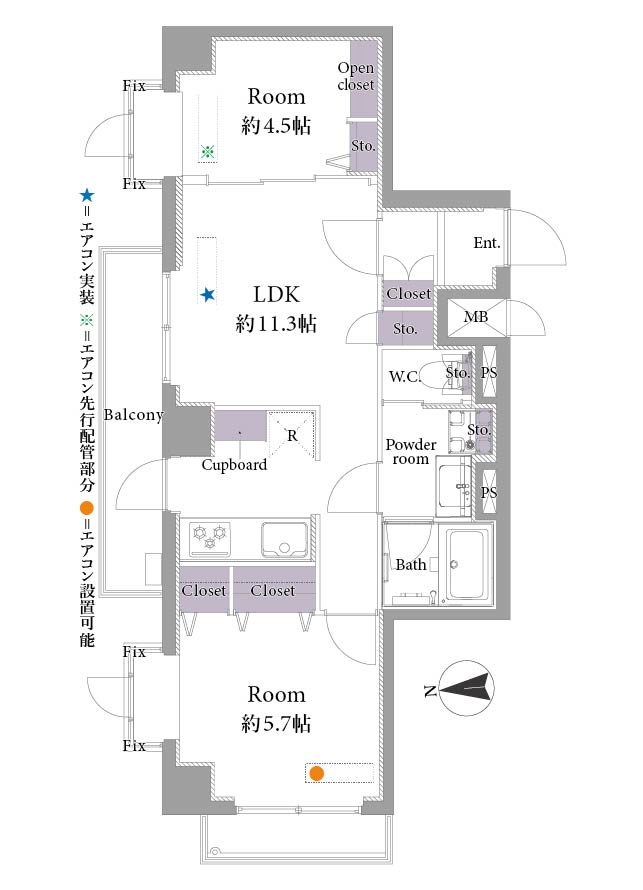 Fix
Open
closet
Room
約4.5帖
※
Sto.
Fix
★=エアコン実装 ※=エアコン先行配管部分 ●=エアコン設置可能
Ent.
LDK
約11.3帖
Closet
MB
Sto.
W.C.
Sto.
PS
Balcony
R
Sto.
Cupboard
Powder
room
PS
Bath
Closet
Closet
Fix
Room
約5.7帖
N
Fix